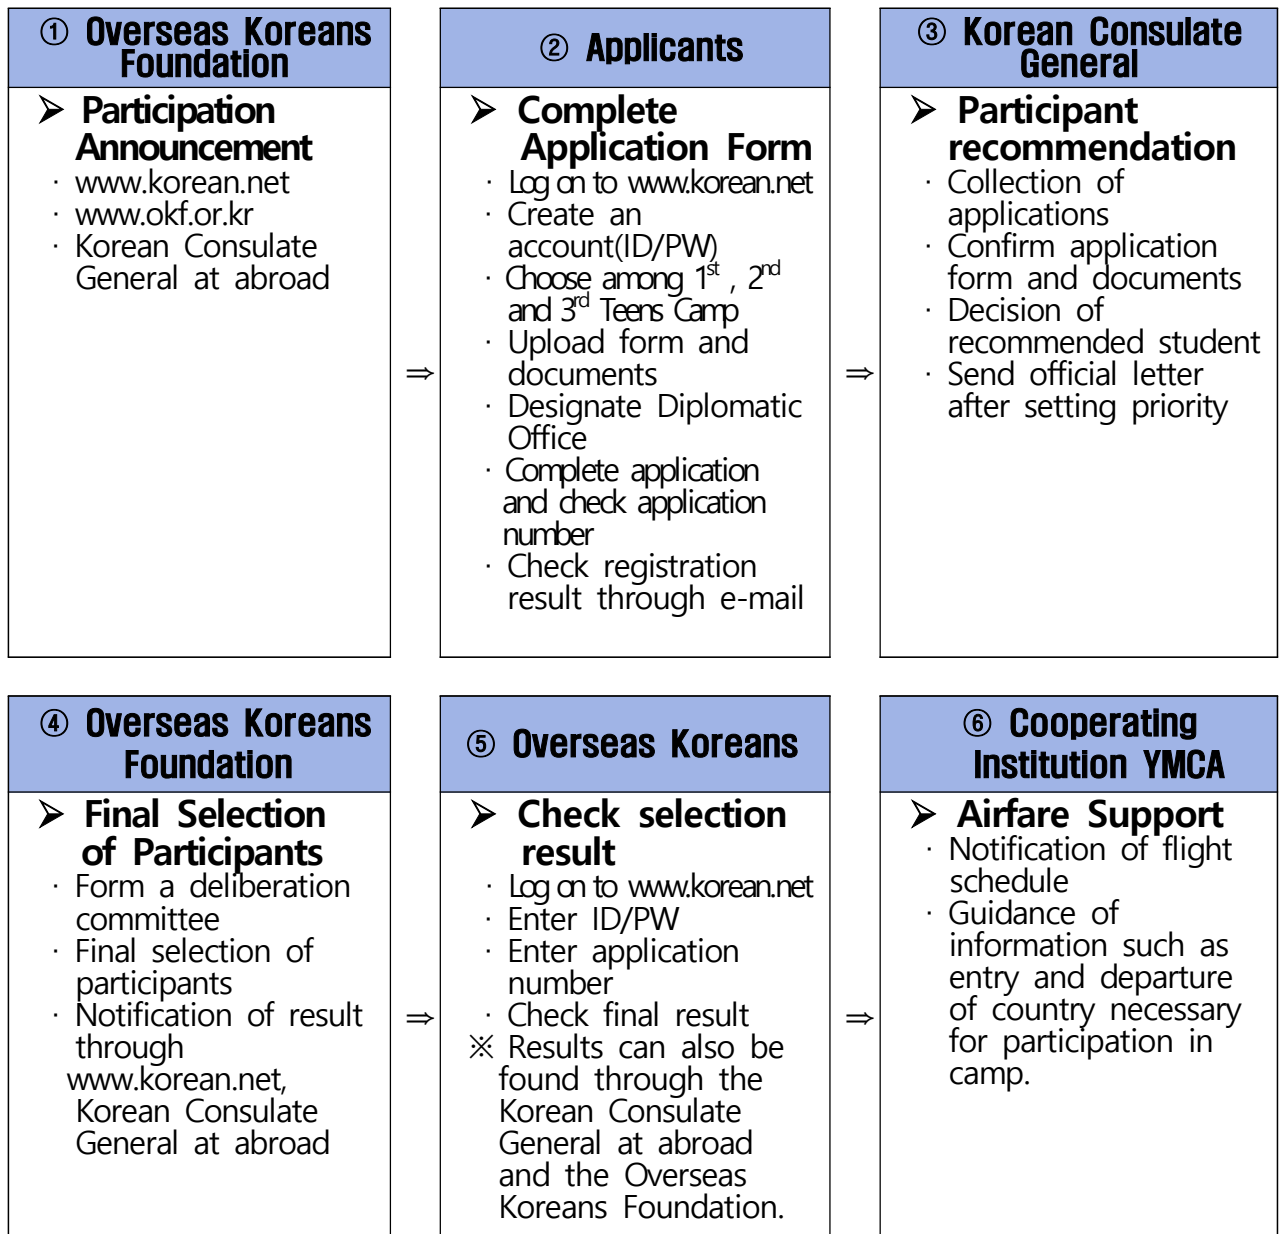 ① Overseas Koreans
Foundation
➢ Participation
Announcement
· www.korean.net
· www.okf.or.kr
· Korean Consulate
General at abroad
⇒
② Applicants
➢ Complete
Application Form
· Log on to www.korean.net
· Create an
account(ID/PW)
· Choose among 1st , 2nd
and 3rd Teens Camp
· Upload form and
documents
· Designate Diplomatic
Office
· Complete application
and check application
number
· Check registration
result through e-mail
⇒
③ Korean Consulate
General
➢ Participant
recommendation
· Collection of
applications
· Confirm application
form and documents
· Decision of
recommended student
· Send official letter
after setting priority
④ Overseas Koreans
Foundation
➢ Final Selection
of Participants
· Form a deliberation
committee
· Final selection of
participants
· Notification of result
through
www.korean.net,
Korean Consulate
General at abroad
⇒
⑤ Overseas Koreans
➢ Check selection
result
· Log on to www.korean.net
· Enter ID/PW
· Enter application
number
· Check final result
※ Results can also be
found through the
Korean Consulate
General at abroad
and the Overseas
Koreans Foundation.
⇒
⑥ Cooperating
Institution YMCA
➢ Airfare Support
· Notification of flight
schedule
· Guidance of
information such as
entry and departure
of country necessary
for participation in
camp.